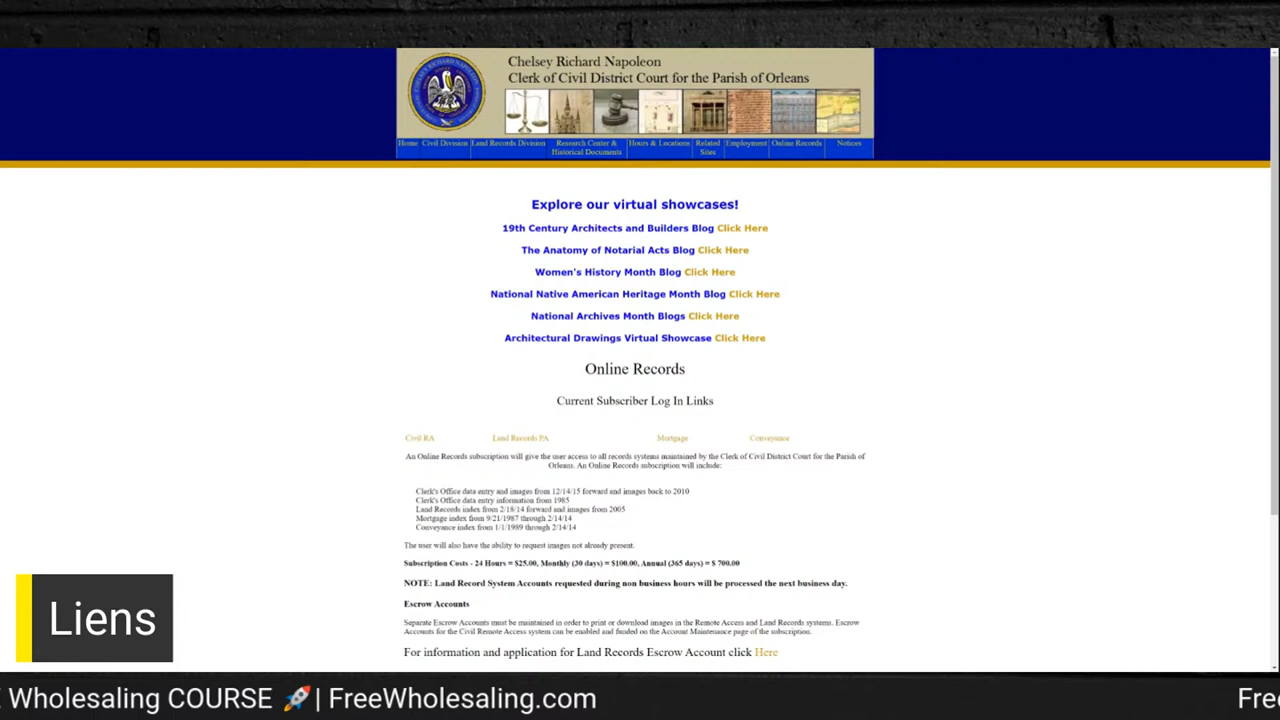 Chelsey Richard Napoleon
Clerk of Civil District Court for the Parish of Orleans
Home Civil Division Land Records Division Research Center & Historical Documents Hours & Locations Related Sites Employment Online Records Notices
Explore our virtual showcases!
19th Century Architects and Builders Blog Click Here
The Anatomy of Notarial Acts Blog Click Here
Women's History Month Blog Click Here
National Native American Heritage Month Blog Click Here
National Archives Month Blogs Click Here
Architectural Drawings Virtual Showcase Click Here
Online Records
Current Subscriber Log In Links
Civil RA Land Records PA Mortgage Conveyance
An Online Records subscription will give the user access to all records systems maintained by the Clerk of Civil District Court for the Parish of
Orleans. An Online Records subscription will include:
Clerk's Office data entry and images from 12/14/15 forward and images back to 2010
Clerk's Office data entry information from 1985
Land Records index from 2/18/14 forward and images from 2005
Mortgage index from 9/21/1987 through 2/14/14
Conveyance index from 1/1/1989 through 2/14/14
The user will also have the ability to request images not already present.
Subscription Costs - 24 Hours = $25.00, Monthly (30 days) = $100.00, Annual (365 days) = $ 700.00
NOTE: Land Record System Accounts requested during non business hours will be processed the next business day.
Escrow Accounts
Separate Escrow Accounts must be maintained in order to print or download images in the Remote Access and Land Records systems. Escrow
Accounts for the Civil Remote Access system can be enabled and funded on the Account Maintenance page of the subscription.
For information and application for Land Records Escrow Account click Here
Liens
E Wholesaling COURSE 🚀| FreeWholesaling.com Free